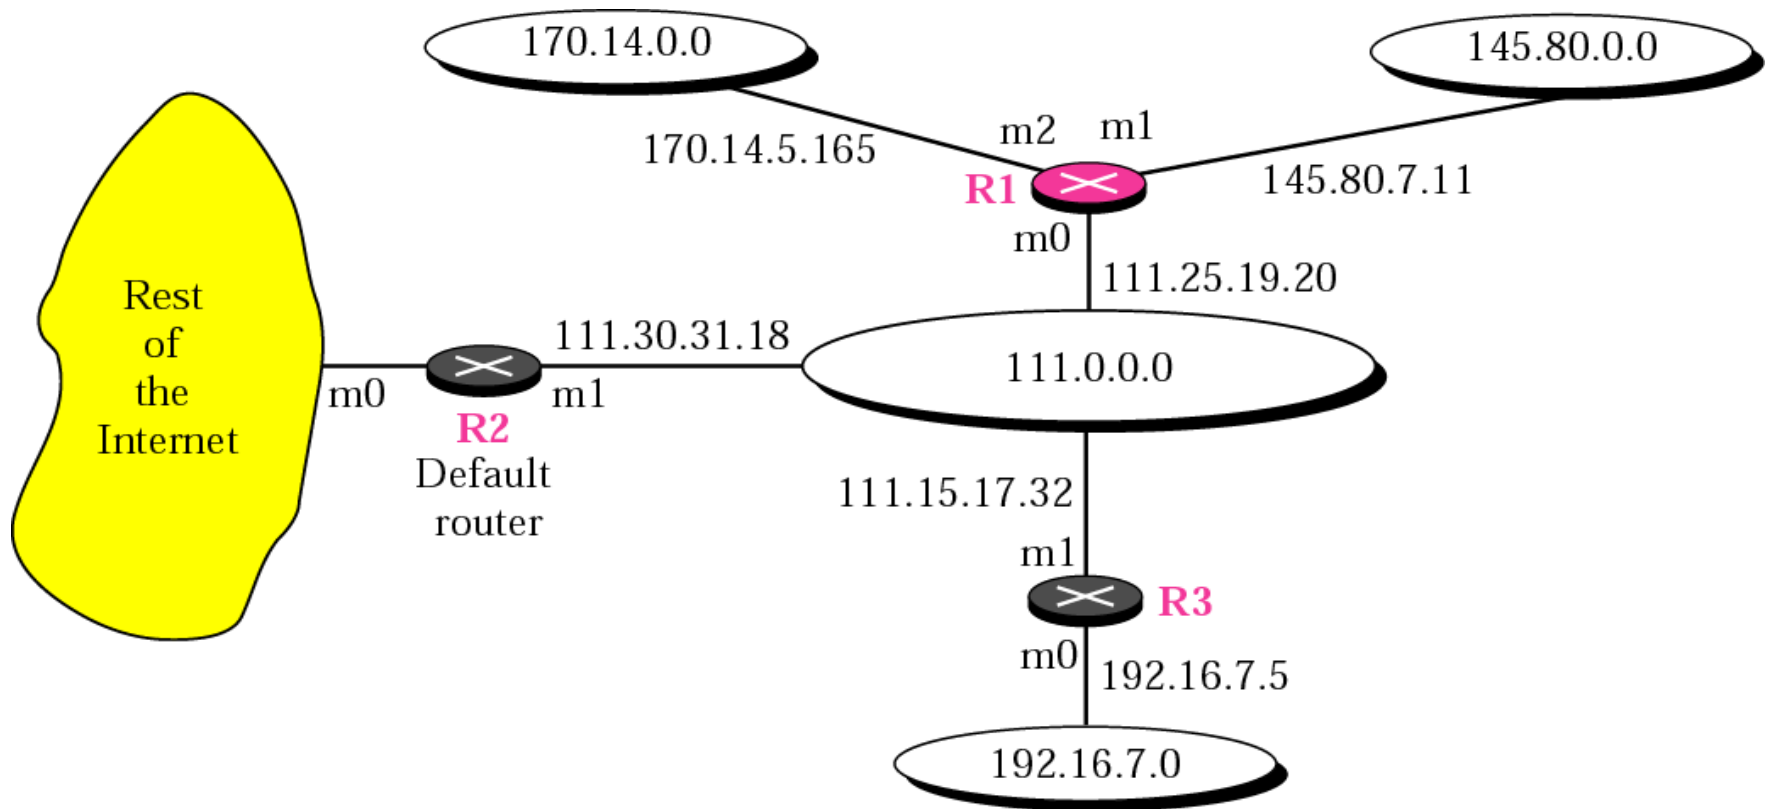 170.14.0.0
145.80.0.0
m2
m1
170.14.5.165
R1
145.80.7.11
m0
111.25.19.20
Rest
of
the
Internet
111.30.31.18
111.0.0.0
m0
m1
R2
Default
router
111.15.17.32
m1
R3
m0
192.16.7.5
192.16.7.0